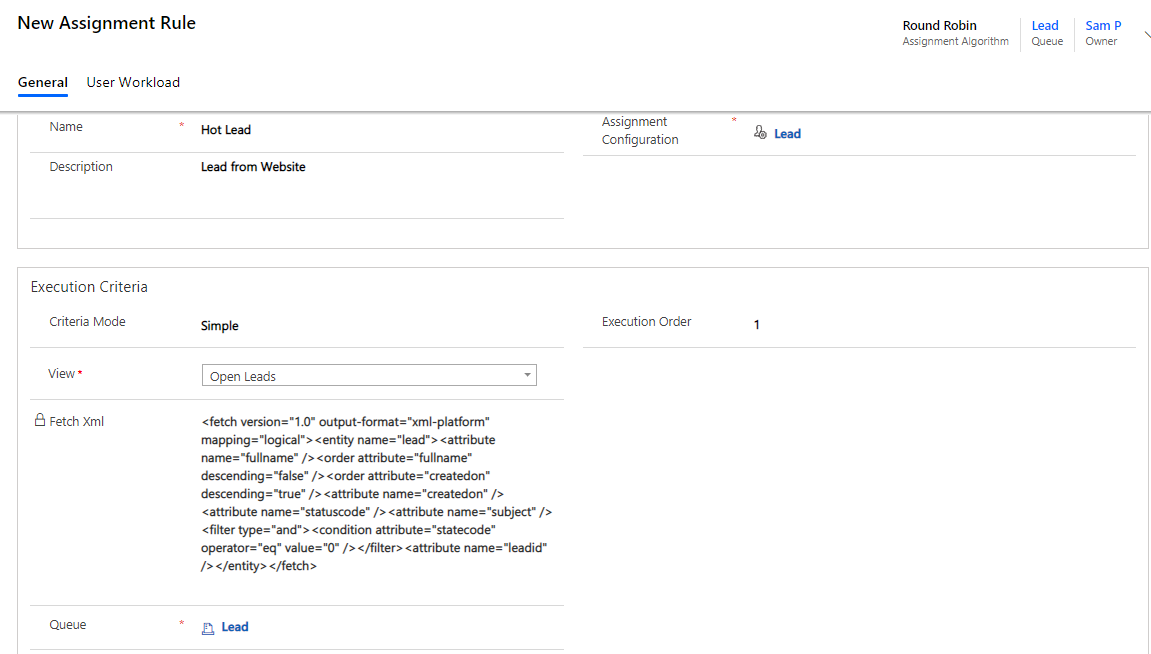 New Assignment Rule
Round Robin
Assignment Algorithm
Lead
Queue
Sam P
Owner
General
User Workload
Name *
Hot Lead
Assignment
Configuration *
Lead
Description
Lead from Website
Execution Criteria
Criteria Mode
Simple
Execution Order
1
View *
Open Leads
Fetch Xml
<fetch version="1.0" output-format="xml-platform"
mapping="logical"><entity name="lead"><attribute
name="fullname" /><order attribute="fullname"
descending="false" /><order attribute="createdon"
descending="true" /><attribute name="createdon" />
<attribute name="statuscode" /><attribute name="subject" />
<filter type="and"><condition attribute="statecode"
operator="eq" value="0" /></filter><attribute name="leadid"
/></entity></fetch>
Queue *
Lead